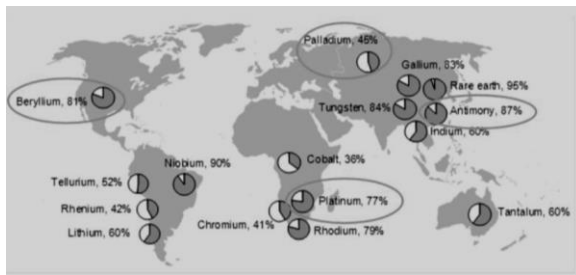 Palladium, 45%
Gallium, 83%
Rare earth, 95%
Beryllium, 81%
Tungsten, 84%
Antimony, 87%
Indium, 60%
Niobium, 90%
Cobalt, 36%
Tellurium, 52%
Platinum, 77%
Rhenium, 42%
Chromium, 41%
Tantalum, 60%
Lithium, 60%
Rhodium, 79%